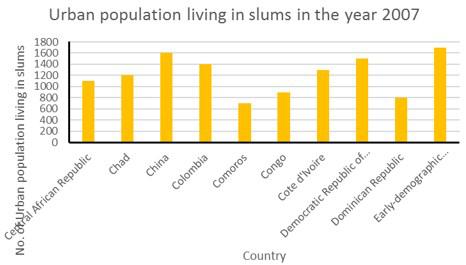 Urban population living in slums in the year 2007
No. of Urban population living in slums
1800
1600
1400
1200
1000
800
600
400
200
0
Central African Republic
Chad
China
Colombia
Comoros
Congo
Cote d'Ivoire
Democratic Republic of...
Dominican Republic
Early-demographic...
Country